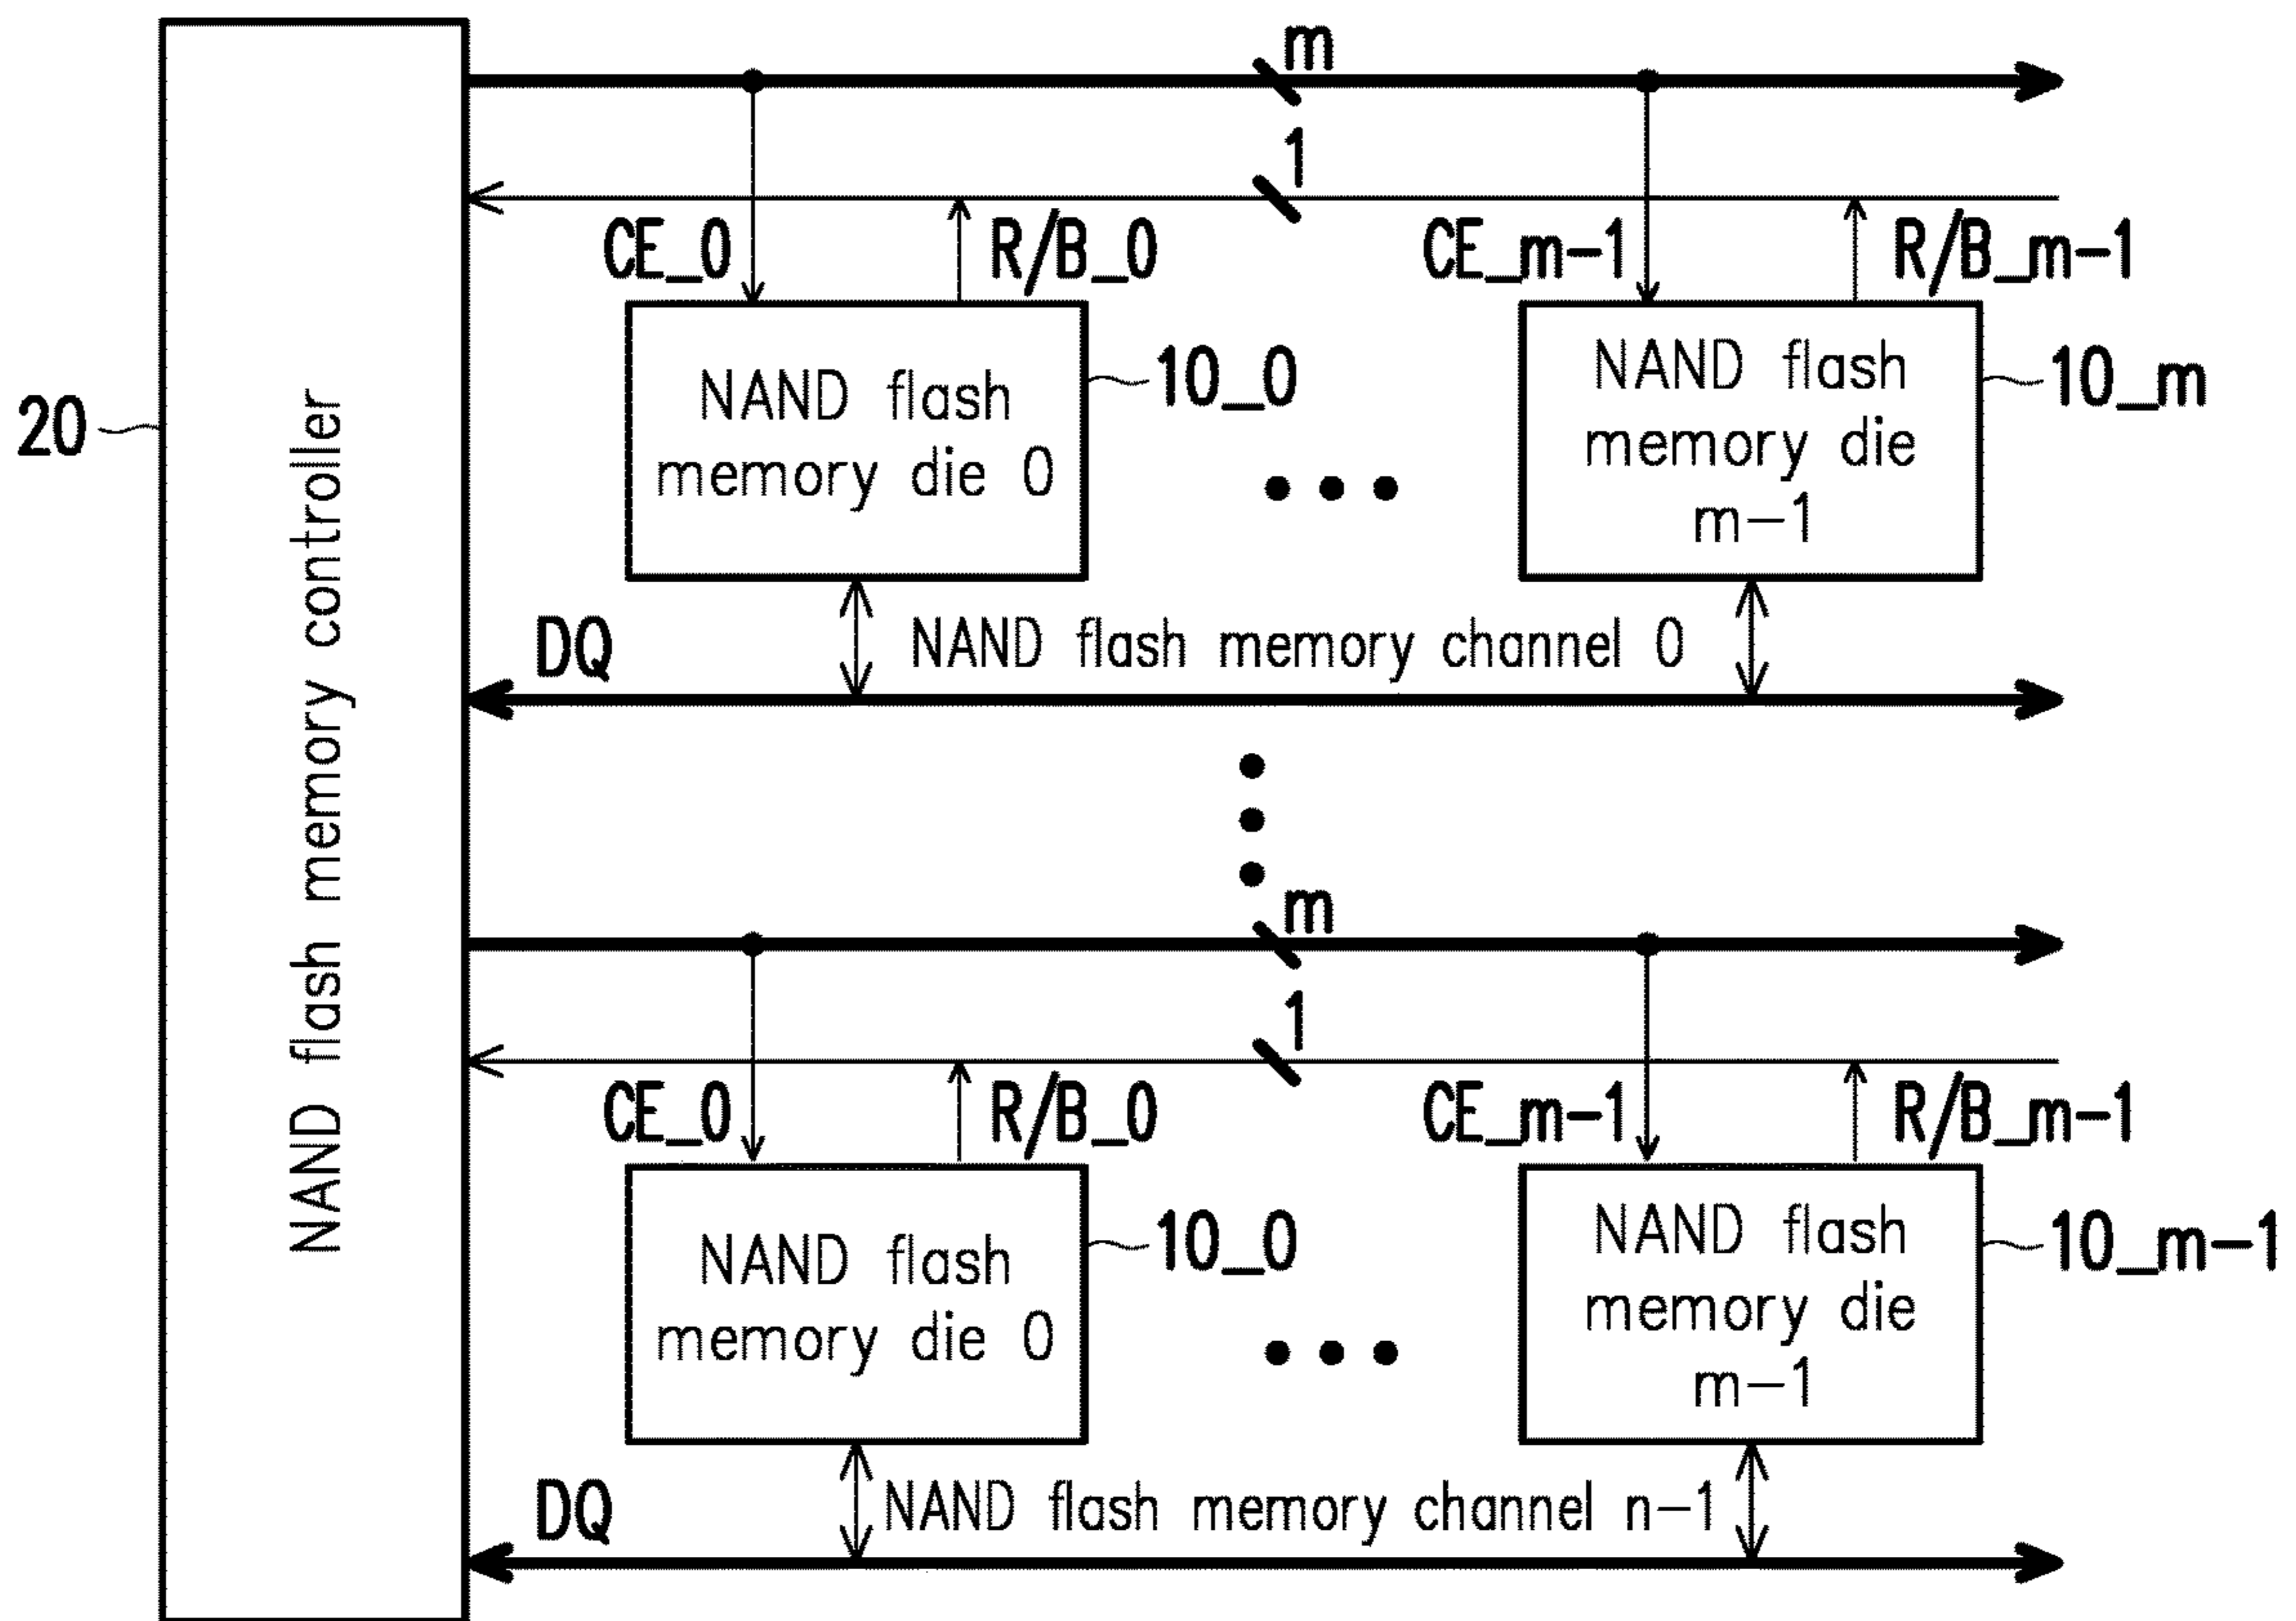 m
1
CE_0
R/B_0
CE_m-1
R/B_m-1
NAND flash
memory die 0
10_0
NAND flash
memory die
m-1
10_m
20
NAND flash memory controller
DQ
NAND flash memory channel 0
m
1
CE_0
R/B_0
CE_m-1
R/B_m-1
NAND flash
memory die 0
10_0
NAND flash
memory die
m-1
10_m-1
DQ
NAND flash memory channel n-1